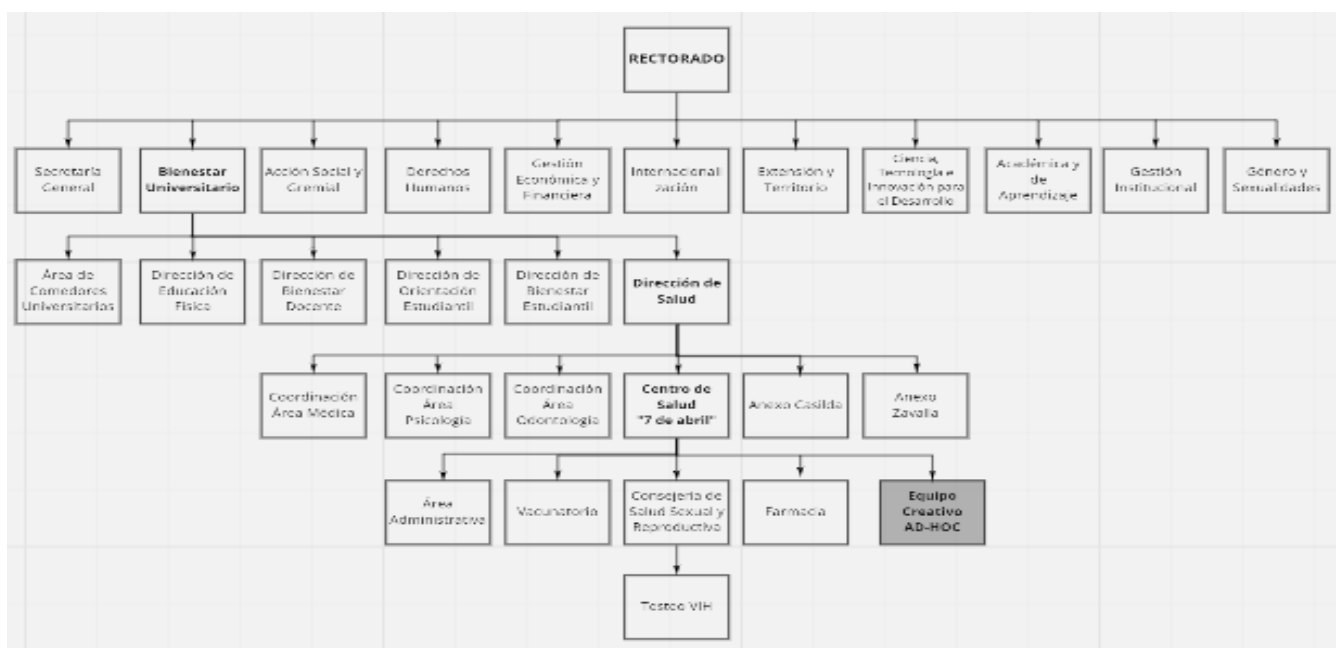 RECTORADO
Secretaría
General
Bienestar
Universitario
Acción Social y
Gremial
Derechos
Humanos
Gestión
Económica y
Financiera
Internacionali
zación
Extensión y
Territorio
Ciencia,
Tecnología e
Innovación para
el Desarrollo
Académica y
de
Aprendizaje
Gestión
Institucional
Género y
Sexualidades
Área de
Comedores
Universitarios
Dirección de
Educación
Física
Dirección de
Bienestar
Docente
Dirección de
Orientación
Estudiantil
Dirección de
Bienestar
Estudiantil
Dirección de
Salud
Coordinación
Área Médica
Coordinación
Área
Psicología
Coordinación
Área
Odontología
Centro de
Salud
"7 de abril"
Anexo Casilda
Anexo
Zavalla
Área
Administrativa
Vacunatorio
Consejería de
Salud Sexual y
Reproductiva
Farmacia
Equipo
Creativo
AD-HOC
Testeo VIH